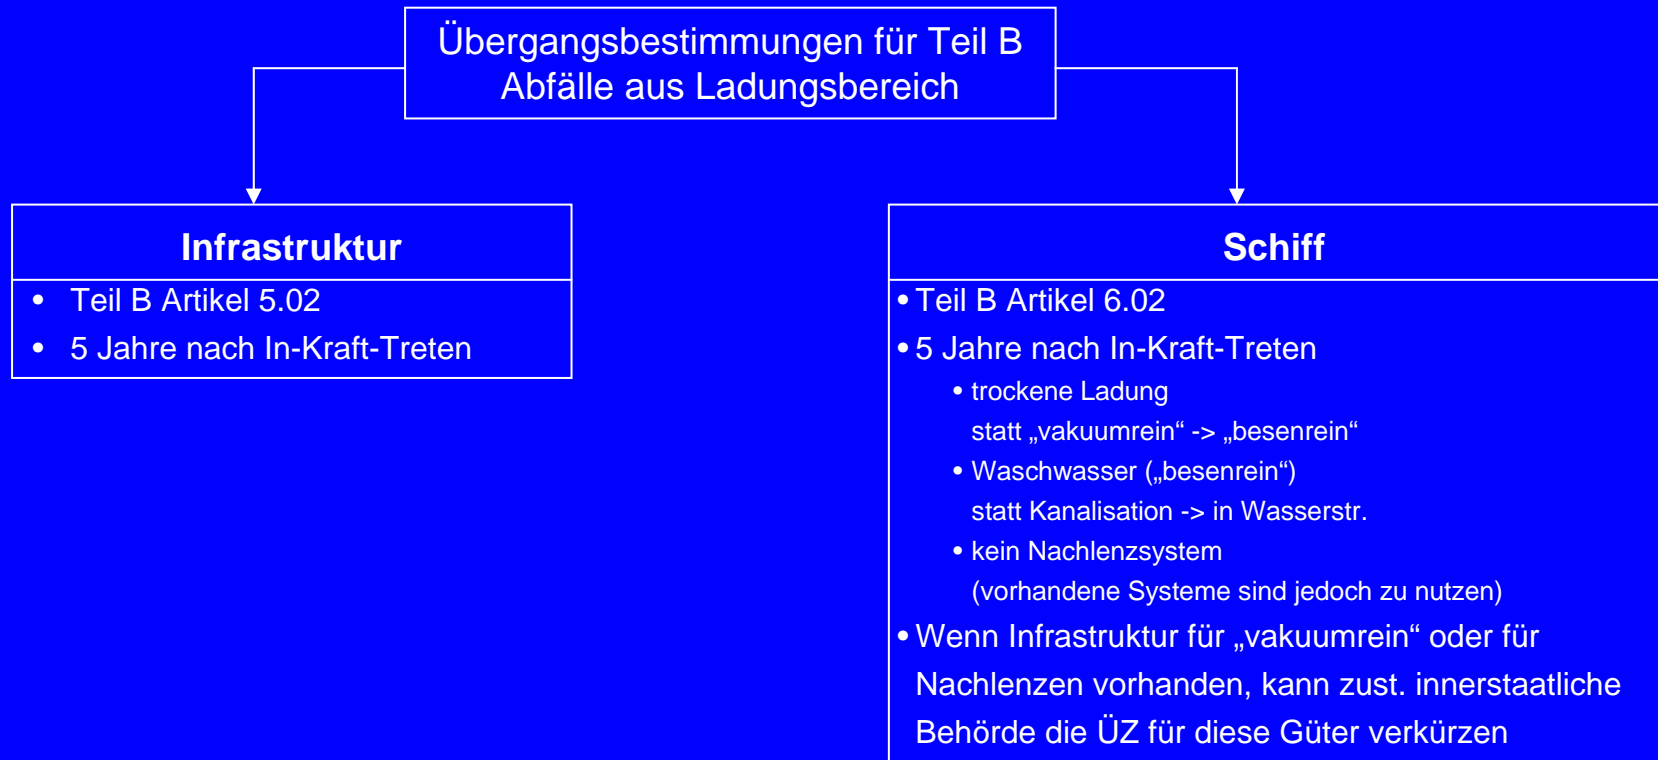 Übergangsbestimmungen für Teil B
Abfälle aus Ladungsbereich
Infrastruktur
• Teil B Artikel 5.02
• 5 Jahre nach In-Kraft-Treten
Schiff
• Teil B Artikel 6.02
• 5 Jahre nach In-Kraft-Treten
• trockene Ladung
statt „vakuumrein“ -> „besenrein“
• Waschwasser („besenrein“)
statt Kanalisation -> in Wasserstr.
• kein Nachlenzsystem
(vorhandene Systeme sind jedoch zu nutzen)
• Wenn Infrastruktur für „vakuumrein“ oder für
Nachlenzen vorhanden, kann zust. innerstaatliche
Behörde die ÜZ für diese Güter verkürzen